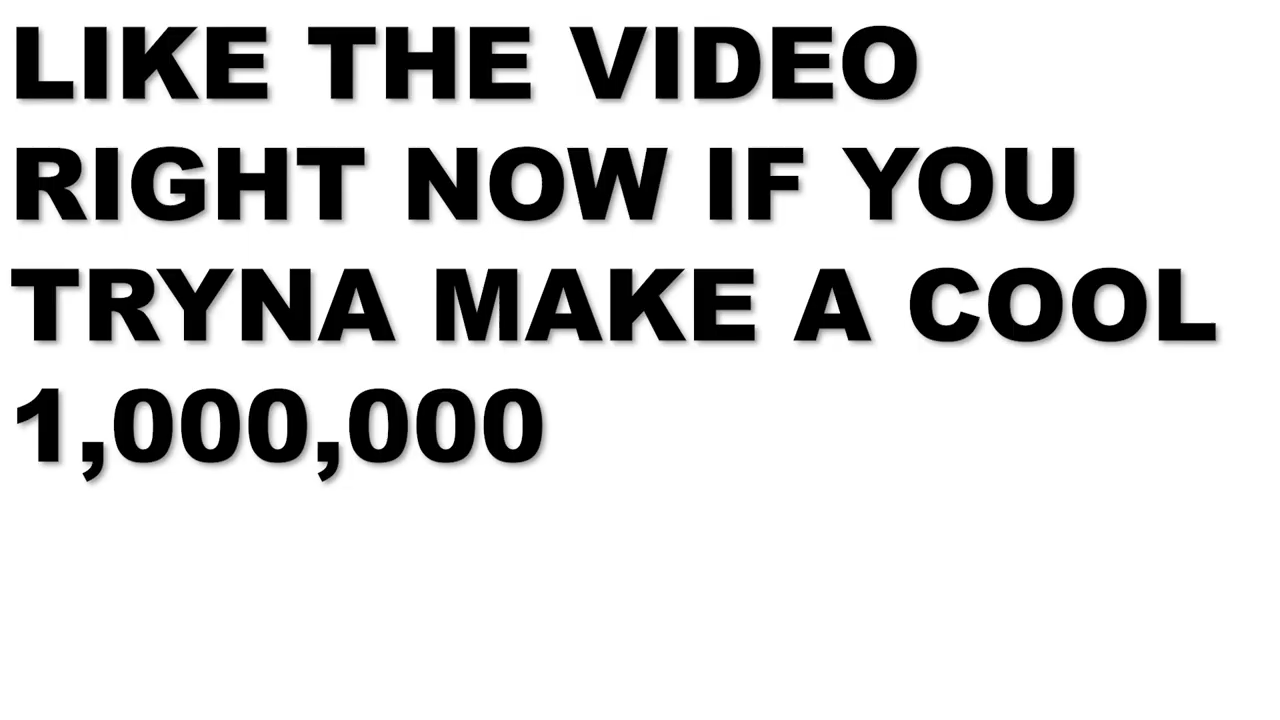 LIKE THE VIDEO
RIGHT NOW IF YOU
TRYNA MAKE A COOL
1,000,000